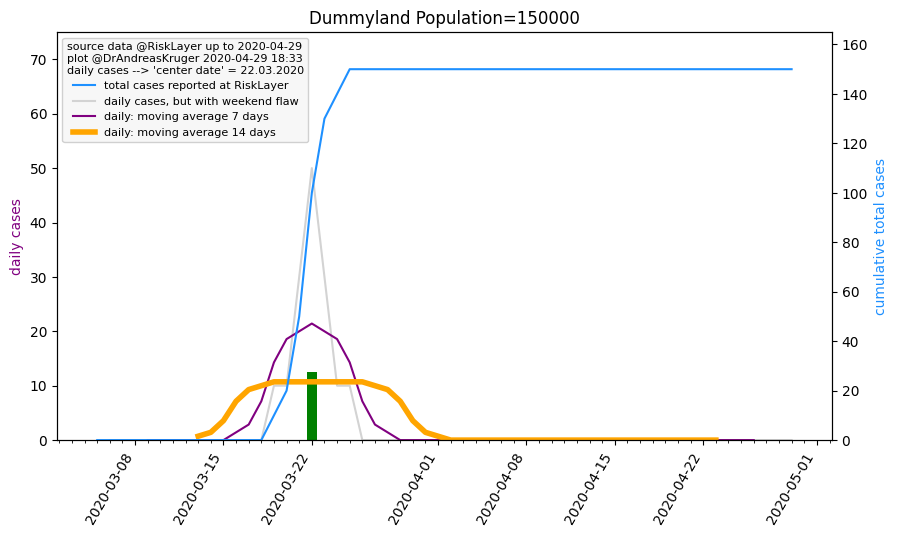 Dummyland Population=150000
source data @RiskLayer up to 2020-04-29
plot @DrAndreasKruger 2020-04-29 18:33
daily cases --> 'center date' = 22.03.2020
total cases reported at RiskLayer
daily cases, but with weekend flaw
daily: moving average 7 days
daily: moving average 14 days
daily cases
70
60
50
40
30
20
10
0
cumulative total cases
160
140
120
100
80
60
40
20
0
2020-03-08
2020-03-15
2020-03-22
2020-04-01
2020-04-08
2020-04-15
2020-04-22
2020-05-01